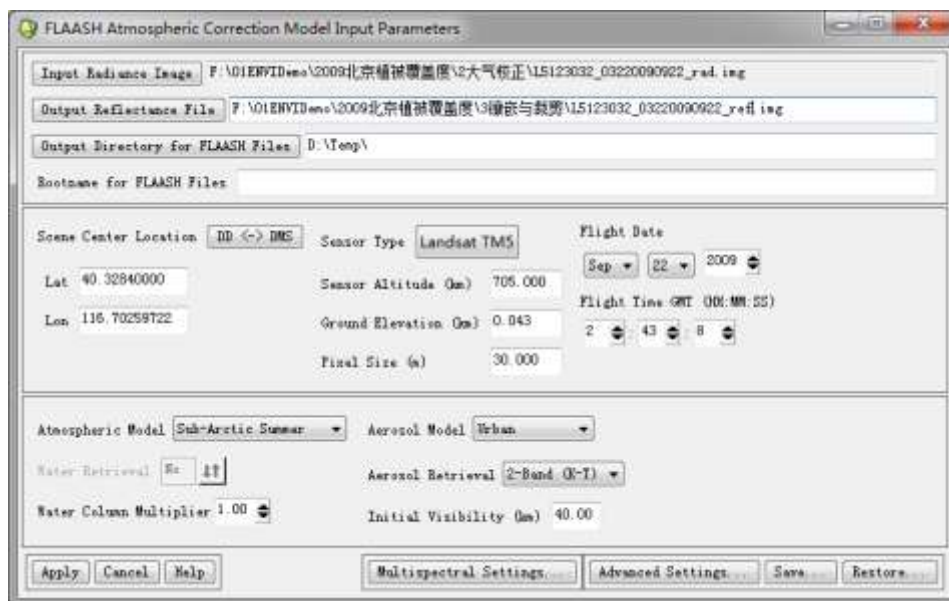 FLAASH Atmospheric Correction Model Input Parameters
Input Radiance Image F:\01ENVIDemo\2009北京植被覆盖度\2大气校正\L5123032_03220090922_rad.img
Output Reflectance File F:\01ENVIDemo\2009北京植被覆盖度\3镶嵌与裁剪\L5123032_03220090922_ref.img
Output Directory for FLAASH Files D:\Temp\
Rootname for FLAASH Files
Scene Center Location DD <-> DMS
Lat 40.32840000
Lon 116.70259722
Sensor Type Landsat TM5
Sensor Altitude (km) 705.000
Ground Elevation (km) 0.043
Pixel Size (m) 30.000
Flight Date
Sep 22 2009
Flight Time GMT (HH:MM:SS)
2 : 43 : 8
Atmospheric Model Sub-Arctic Summer
Water Retrieval No
Water Column Multiplier 1.00
Aerosol Model Urban
Aerosol Retrieval 2-Band (K-T)
Initial Visibility (km) 40.00
Apply Cancel Help Multispectral Settings... Advanced Settings... Save... Restore...